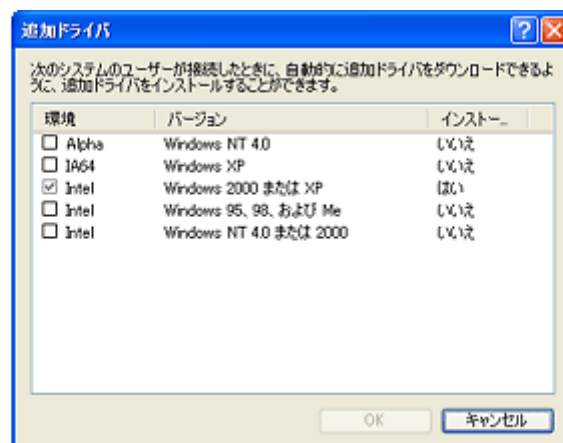 追加ドライバ
次のシステムのユーザーが接続したときに、自動的に追加ドライバをダウンロードできるよ
うに、追加ドライバをインストールすることができます。
環境 バージョン インストー...
Alpha Windows NT 4.0 いいえ
IA64 Windows XP いいえ
Intel Windows 2000 または XP はい
Intel Windows 95、98、および Me いいえ
Intel Windows NT 4.0 または 2000 いいえ
OK キャンセル